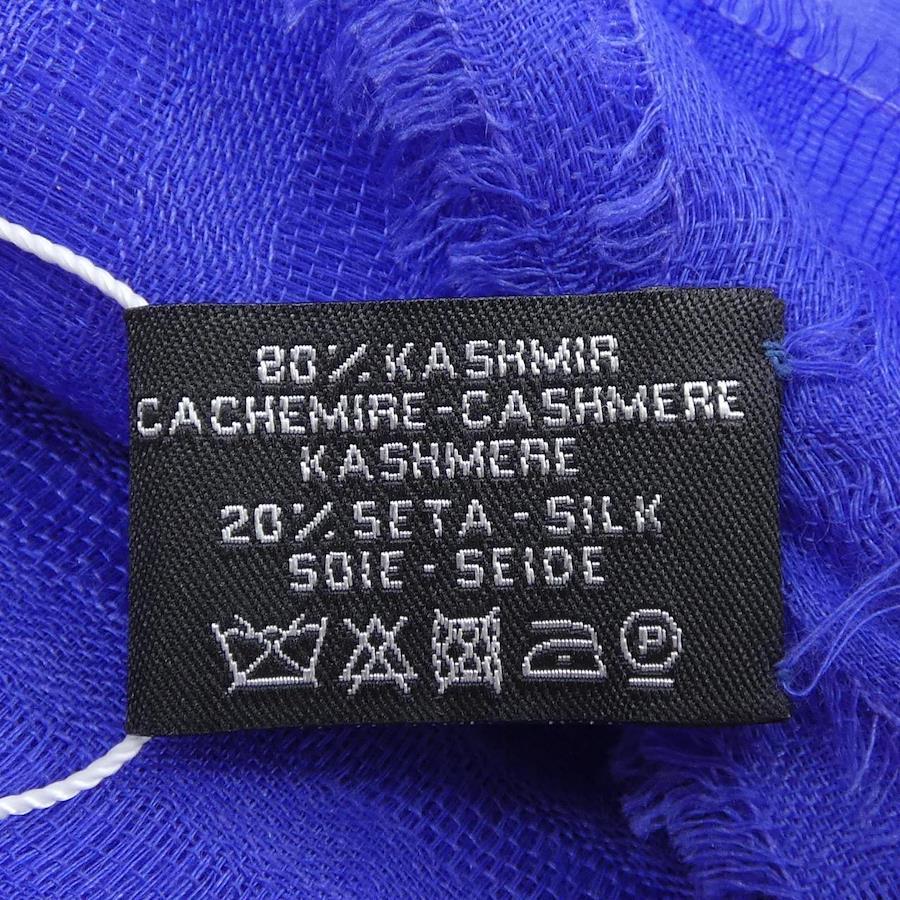 80% KASHMIR
CACHEMIRE-CASHMERE
KASHMERE
20% SETA - SILK
SOIE - SEIDE
P